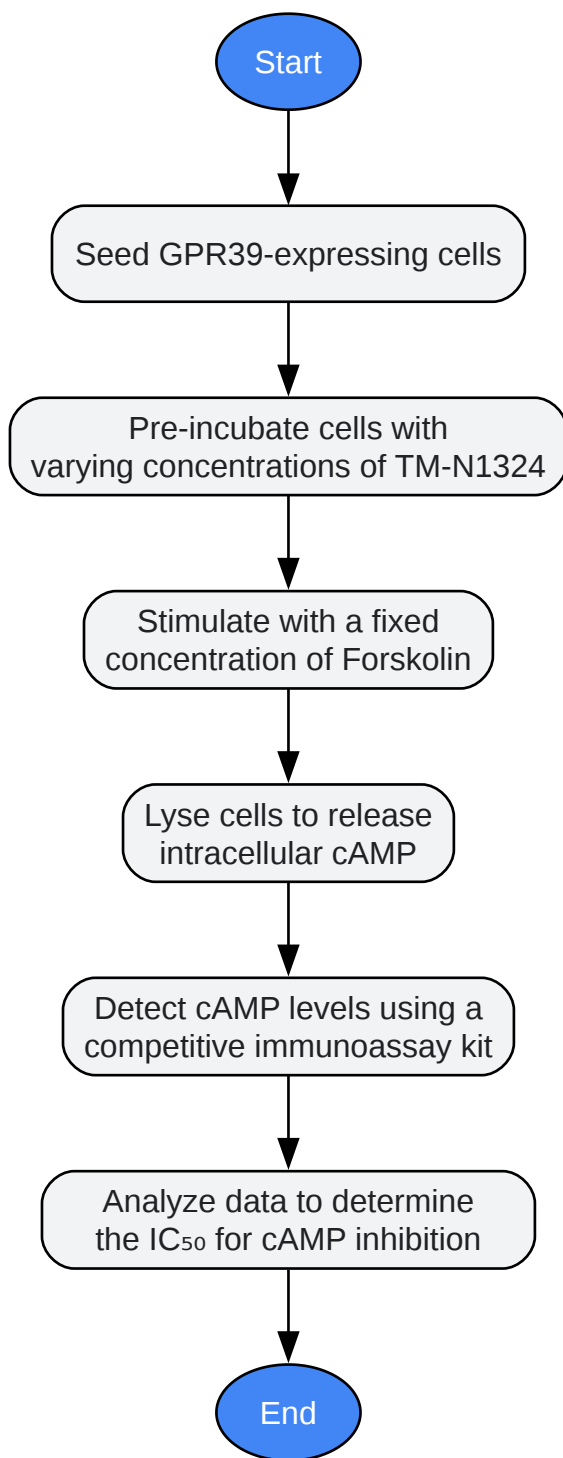 Start
Seed GPR39-expressing cells
Pre-incubate cells with
varying concentrations of TM-N1324
Stimulate with a fixed
concentration of Forskolin
Lyse cells to release
intracellular cAMP
Detect cAMP levels using a
competitive immunoassay kit
Analyze data to determine
the IC₅₀ for cAMP inhibition
End